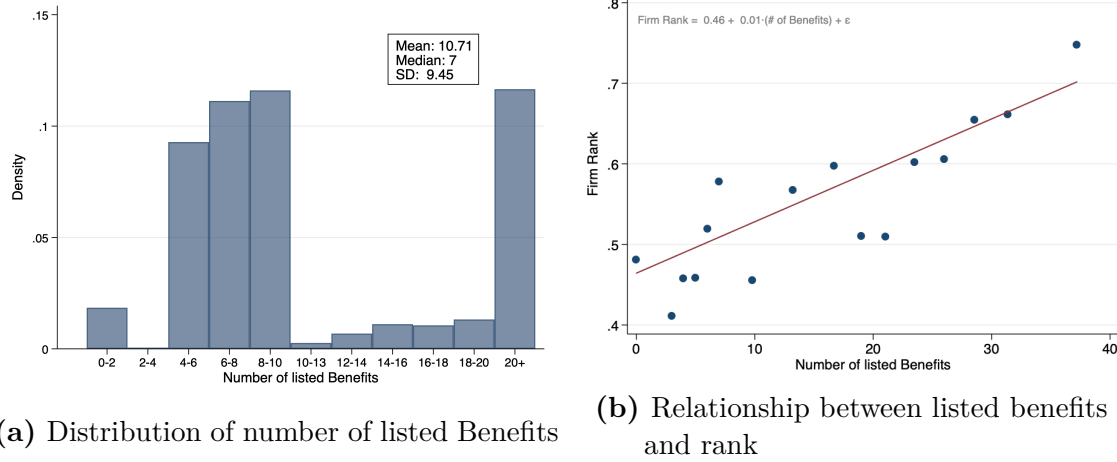 .15
.1
.05
0
Density
Mean: 10.71
Median: 7
SD: 9.45
0-2 2-4 4-6 6-8 8-10 10-13 12-14 14-16 16-18 18-20 20+
Number of listed Benefits
(a) Distribution of number of listed Benefits
.8
.7
.6
.5
.4
Firm Rank
Firm Rank = 0.46 + 0.01·(# of Benefits) + ε
0 10 20 30 40
Number of listed Benefits
(b) Relationship between listed benefits
and rank